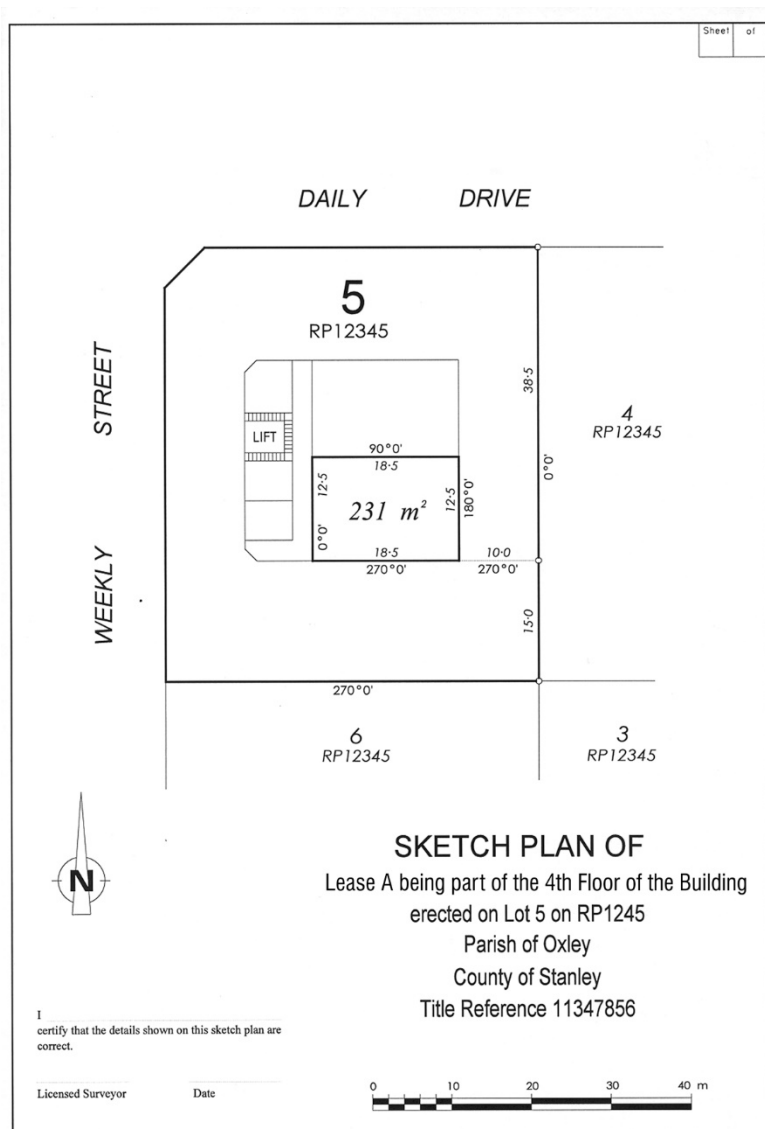 Sheet of
DAILY DRIVE
5
RP12345
STREET
38·5
4
RP12345
LIFT
90°0'
18·5
0°0'
12·5
12·5
180°0'
231 m²
0°0'
18·5
10·0
270°0'
270°0'
WEEKLY
15·0
270°0'
6
RP12345
3
RP12345
N
SKETCH PLAN OF
Lease A being part of the 4th Floor of the Building
erected on Lot 5 on RP1245
Parish of Oxley
County of Stanley
Title Reference 11347856
I
certify that the details shown on this sketch plan are
correct.
Licensed Surveyor Date
0 10 20 30 40 m